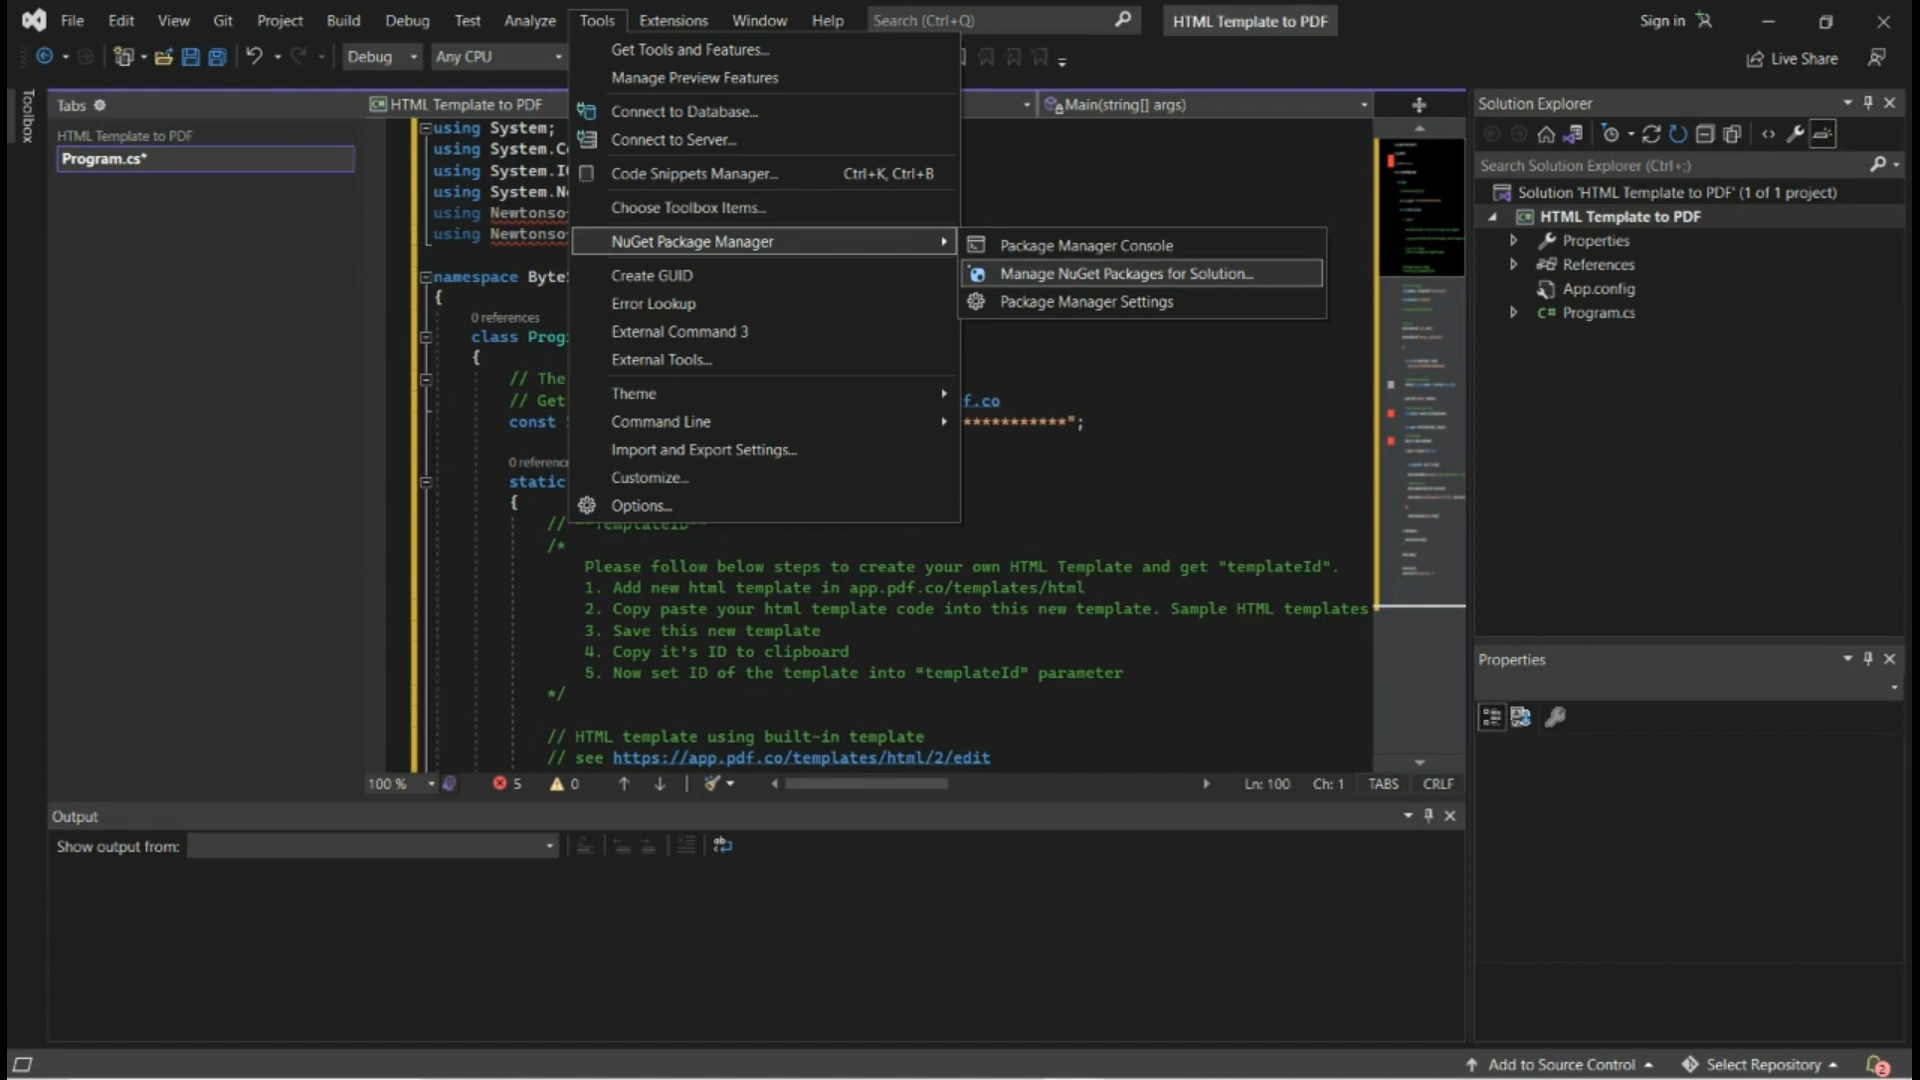 File Edit View Git Project Build Debug Test Analyze Tools Extensions Window Help Search (Ctrl+Q) HTML Template to PDF Sign in
Debug Any CPU Live Share
Toolbox
Tabs
HTML Template to PDF
Program.cs*
HTML Template to PDF Main(string[] args)
using System;
using System.C
using System.I
using System.N
using Newtonso
using Newtonso
namespace Byte
{
0 references
class Prog
{
// The
// Get f.co
const ***********";
0 referenc
static
{
// TemplateID
/*
Please follow below steps to create your own HTML Template and get "templateId".
1. Add new html template in app.pdf.co/templates/html
2. Copy paste your html template code into this new template. Sample HTML templates
3. Save this new template
4. Copy it's ID to clipboard
5. Now set ID of the template into "templateId" parameter
*/
// HTML template using built-in template
// see https://app.pdf.co/templates/html/2/edit
Get Tools and Features...
Manage Preview Features
Connect to Database...
Connect to Server...
Code Snippets Manager... Ctrl+K, Ctrl+B
Choose Toolbox Items...
NuGet Package Manager
Create GUID
Error Lookup
External Command 3
External Tools...
Theme
Command Line
Import and Export Settings...
Customize...
Options...
Package Manager Console
Manage NuGet Packages for Solution...
Package Manager Settings
100 % 5 0 Ln: 100 Ch: 1 TABS CRLF
Output
Show output from:
Solution Explorer
Search Solution Explorer (Ctrl+;)
Solution 'HTML Template to PDF' (1 of 1 project)
C# HTML Template to PDF
Properties
References
App.config
C# Program.cs
Properties
Add to Source Control Select Repository 2